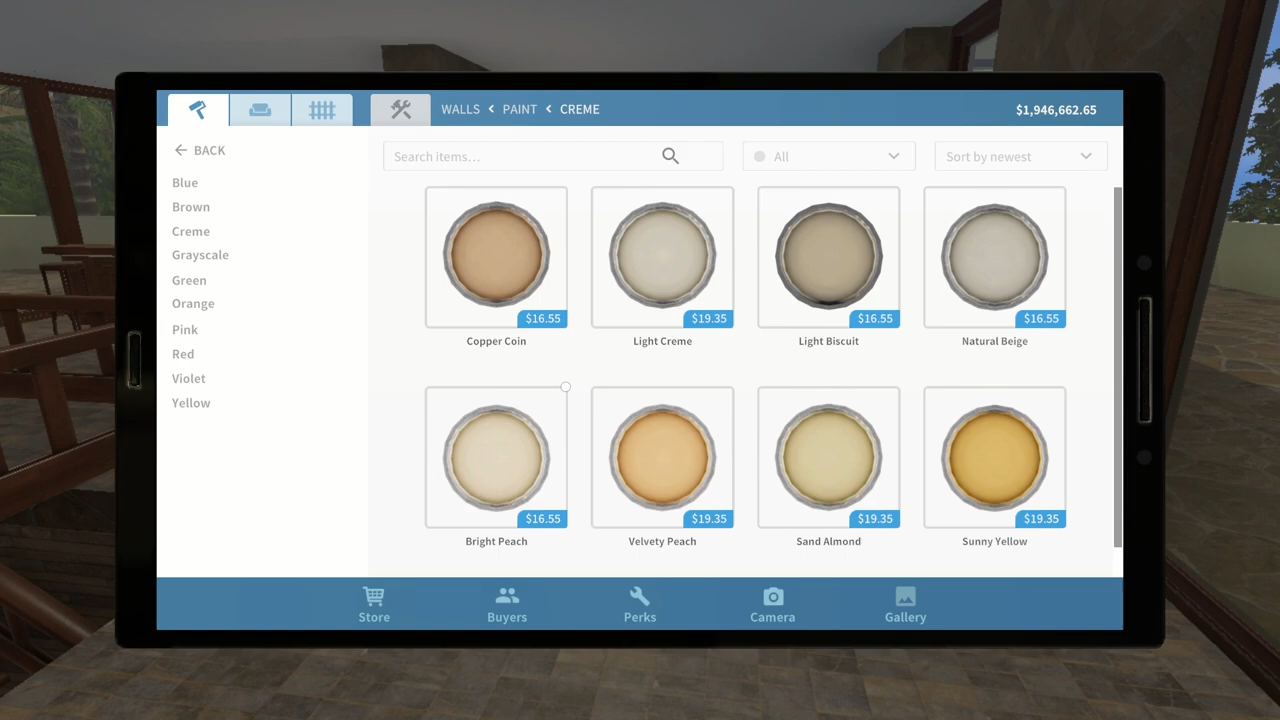 WALLS < PAINT < CREME
$1,946,662.65
BACK
Search items...
All
Sort by newest
Blue
Brown
Creme
Grayscale
Green
Orange
Pink
Red
Violet
Yellow
$16.55
$19.35
$16.55
$16.55
Copper Coin
Light Creme
Light Biscuit
Natural Beige
$16.55
$19.35
$19.35
$19.35
Bright Peach
Velvety Peach
Sand Almond
Sunny Yellow
Store
Buyers
Perks
Camera
Gallery